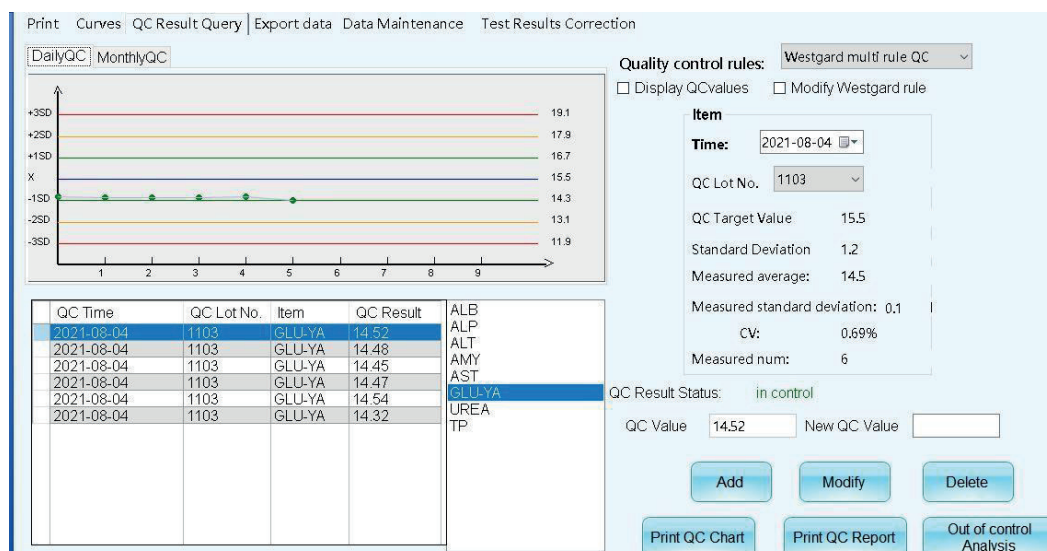 Print Curves QC Result Query Export data Data Maintenance Test Results Correction
DailyQC MonthlyQC
+3SD 19.1
+2SD 17.9
+1SD 16.7
X 15.5
-1SD 14.3
-2SD 13.1
-3SD 11.9
1 2 3 4 5 6 7 8 9
Quality control rules: Westgard multi rule QC
Display QCvalues Modify Westgard rule
Item
Time: 2021-08-04
QC Lot No. 1103
QC Target Value 15.5
Standard Deviation 1.2
Measured average: 14.5
Measured standard deviation: 0.1
CV: 0.69%
Measured num: 6
QC Time QC Lot No. Item QC Result
2021-08-04 1103 GLU-YA 14.52
2021-08-04 1103 GLU-YA 14.48
2021-08-04 1103 GLU-YA 14.45
2021-08-04 1103 GLU-YA 14.47
2021-08-04 1103 GLU-YA 14.54
2021-08-04 1103 GLU-YA 14.32
ALB
ALP
ALT
AMY
AST
GLU-YA
UREA
TP
QC Result Status: in control
QC Value 14.52 New QC Value
Add Modify Delete
Print QC Chart Print QC Report Out of control
Analysis